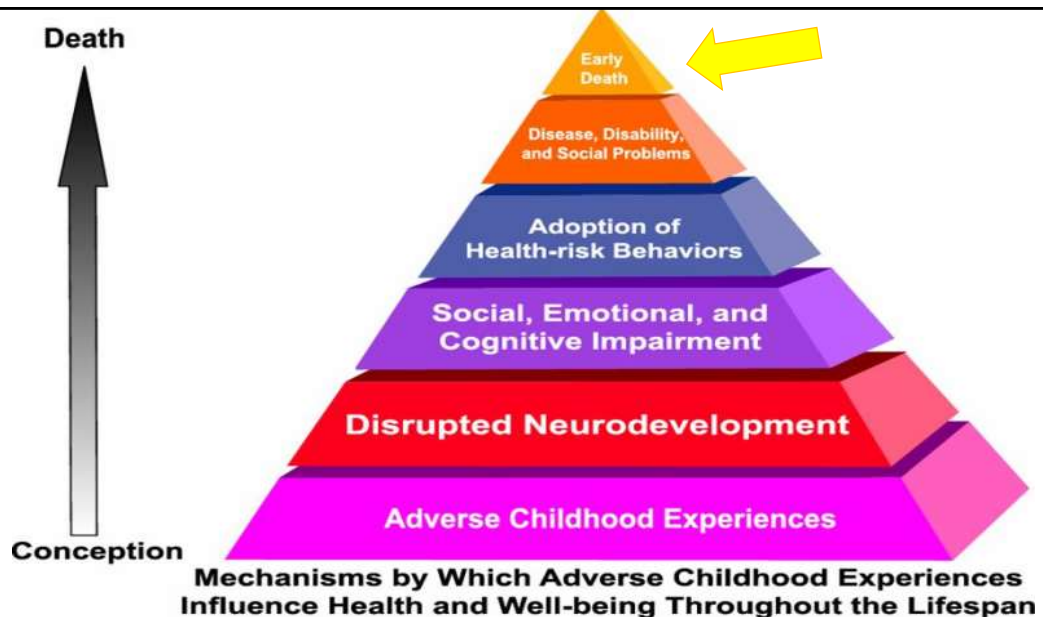 Death
Early
Death
Disease, Disability,
and Social Problems
Adoption of
Health-risk Behaviors
Social, Emotional, and
Cognitive Impairment
Disrupted Neurodevelopment
Adverse Childhood Experiences
Conception
Mechanisms by Which Adverse Childhood Experiences
Influence Health and Well-being Throughout the Lifespan